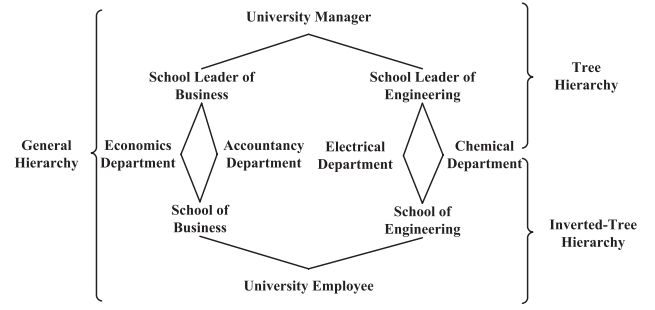 University Manager
School Leader of
Business
School Leader of
Engineering
Tree
Hierarchy
General
Hierarchy
Economics
Department
Accountancy
Department
Electrical
Department
Chemical
Department
School of
Business
School of
Engineering
Inverted-Tree
Hierarchy
University Employee